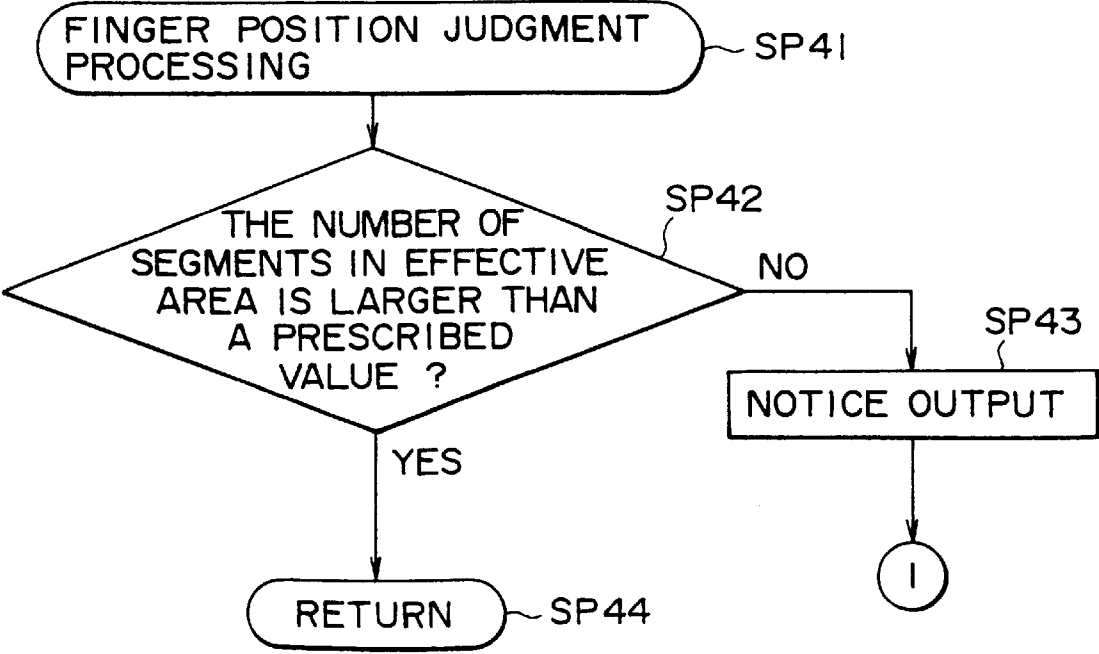 FINGER POSITION JUDGMENT
PROCESSING
SP41
SP42
THE NUMBER OF
SEGMENTS IN EFFECTIVE
AREA IS LARGER THAN
A PRESCRIBED
VALUE ?
NO
SP43
NOTICE OUTPUT
YES
1
RETURN
SP44